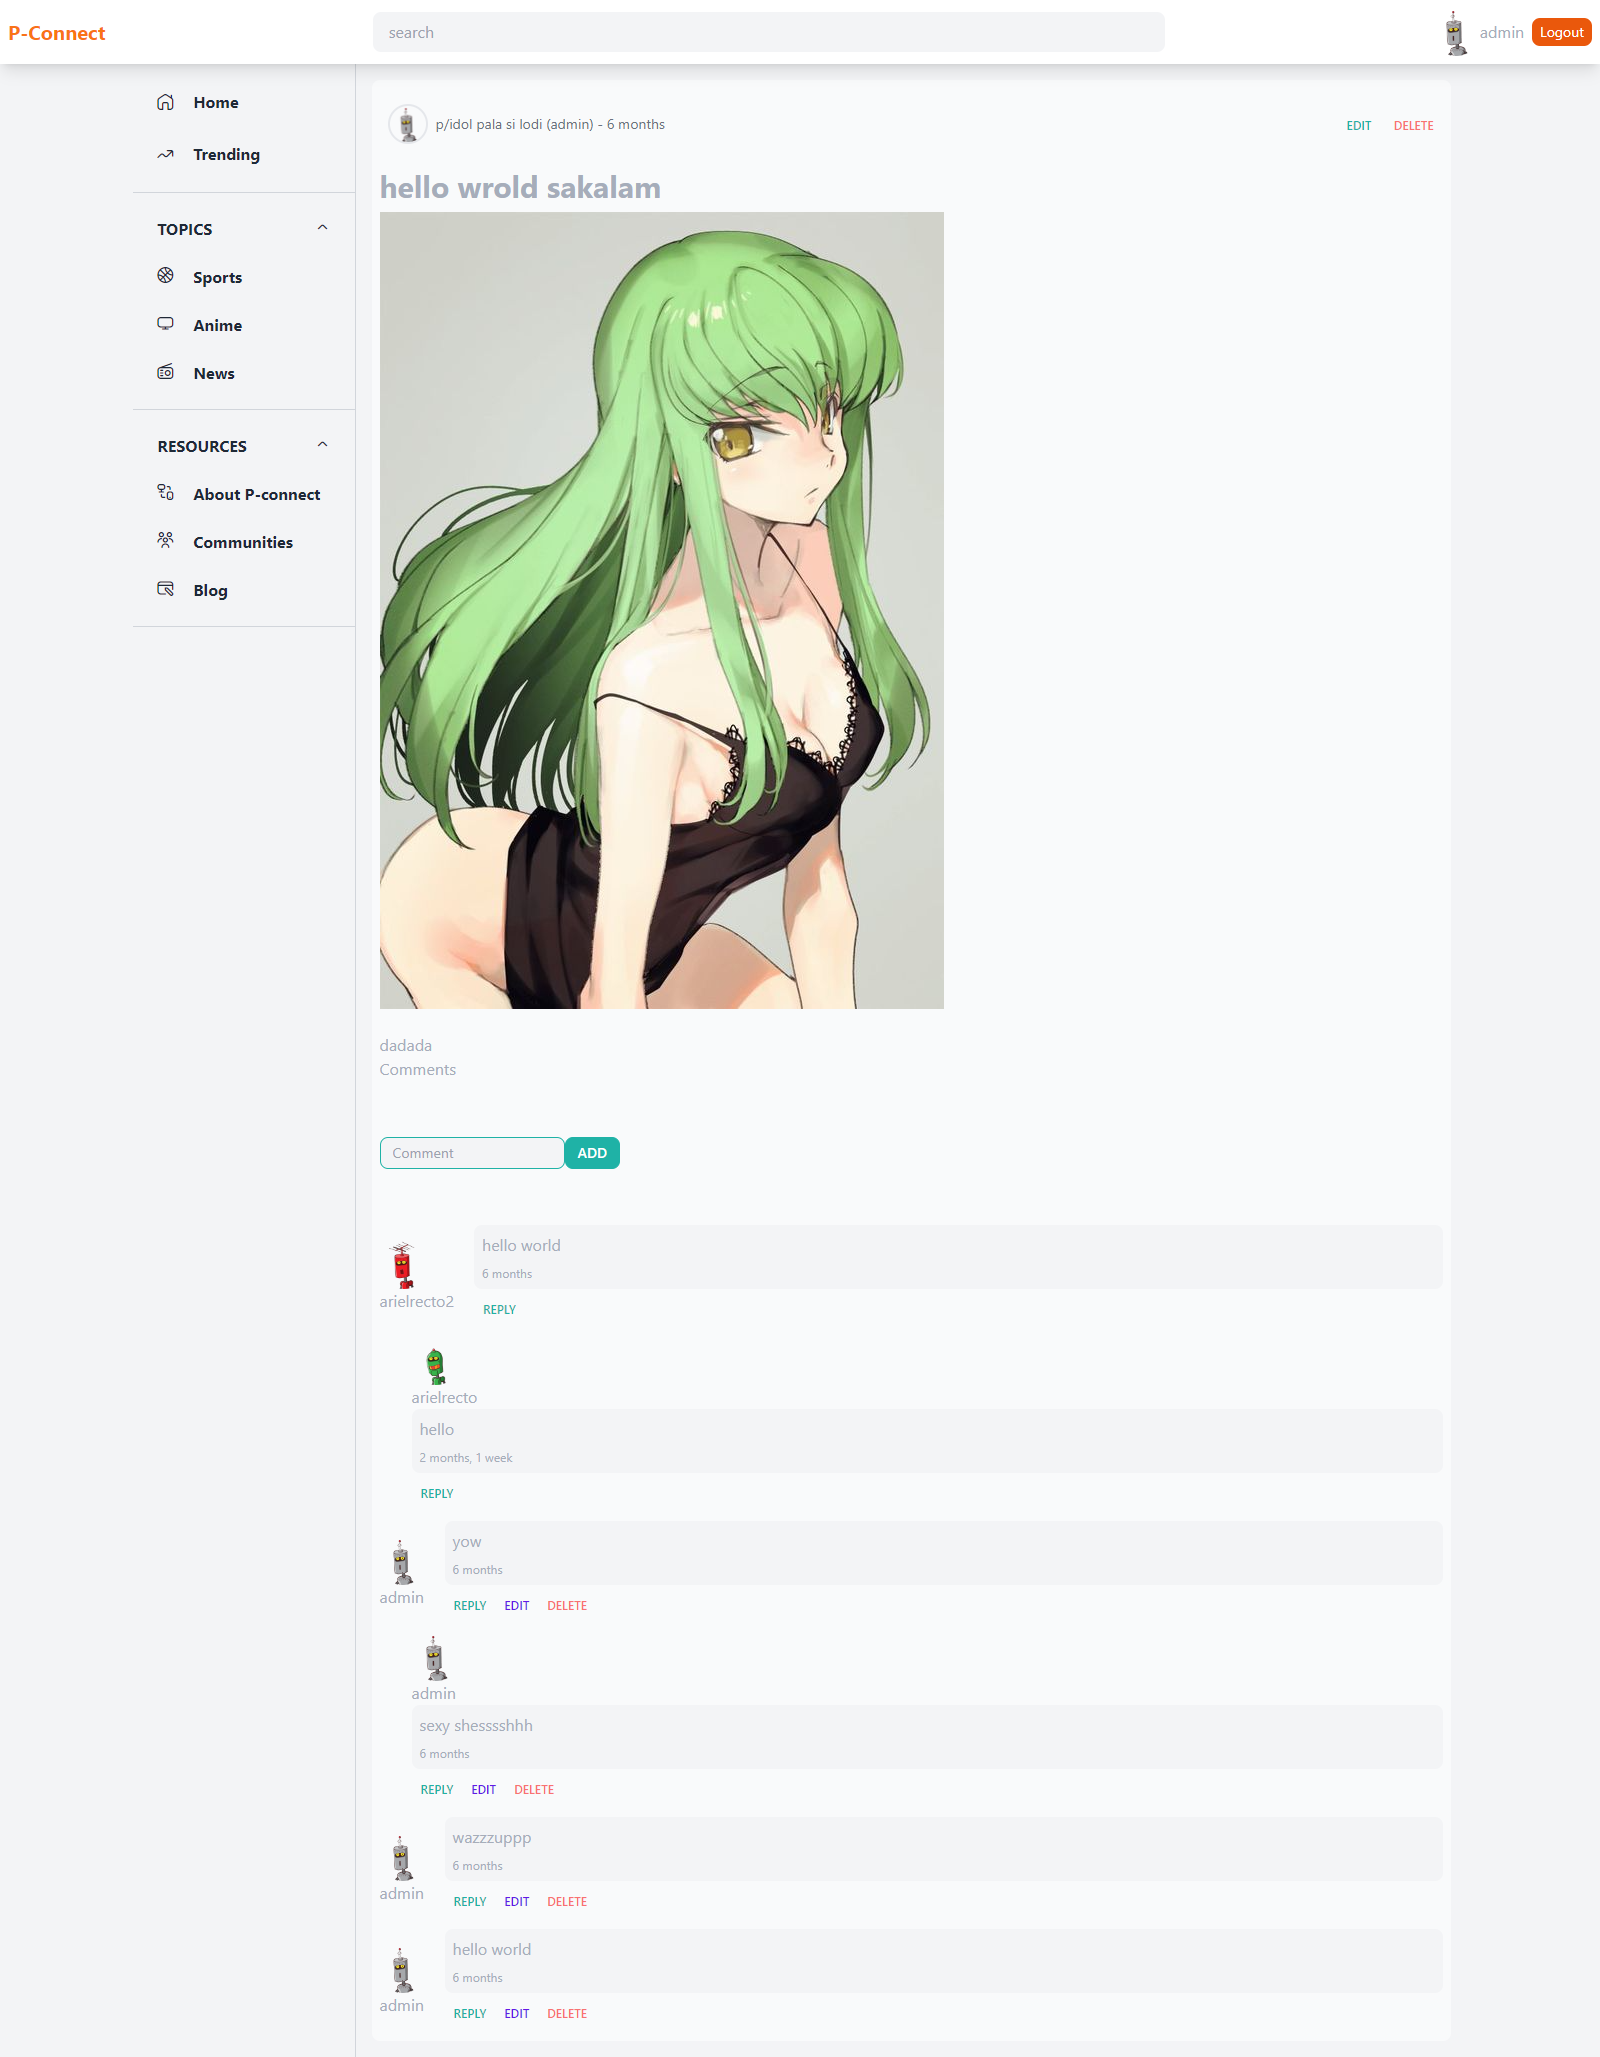 P-Connect
search
admin
Logout
Home
Trending
TOPICS
Sports
Anime
News
RESOURCES
About P-connect
Communities
Blog
p/idol pala si lodi (admin) - 6 months
EDIT DELETE
hello wrold sakalam
dadada
Comments
Comment
ADD
arielrecto2
hello world
6 months
REPLY
arielrecto
hello
2 months, 1 week
REPLY
admin
yow
6 months
REPLY EDIT DELETE
admin
sexy shesssshhh
6 months
REPLY EDIT DELETE
admin
wazzzuppp
6 months
REPLY EDIT DELETE
admin
hello world
6 months
REPLY EDIT DELETE